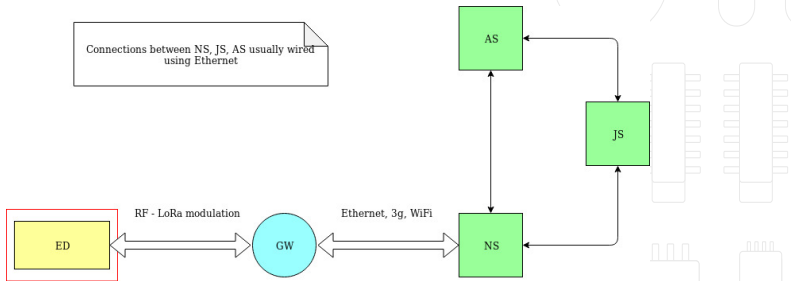 AS
Connections between NS, JS, AS usually wired
using Ethernet
JS
RF - LoRa modulation
Ethernet, 3g, WiFi
ED
GW
NS